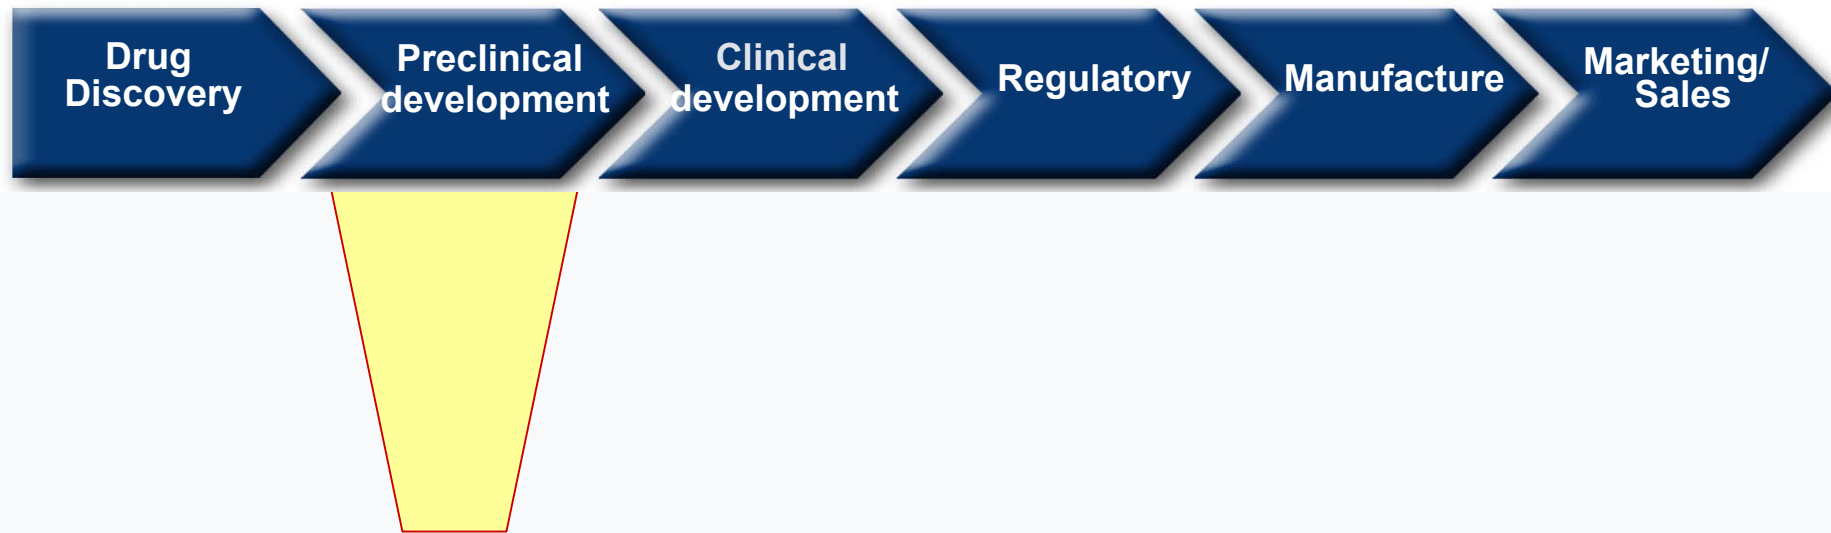 Drug
Discovery
Preclinical
development
Clinical
development
Regulatory
Manufacture
Marketing/
Sales